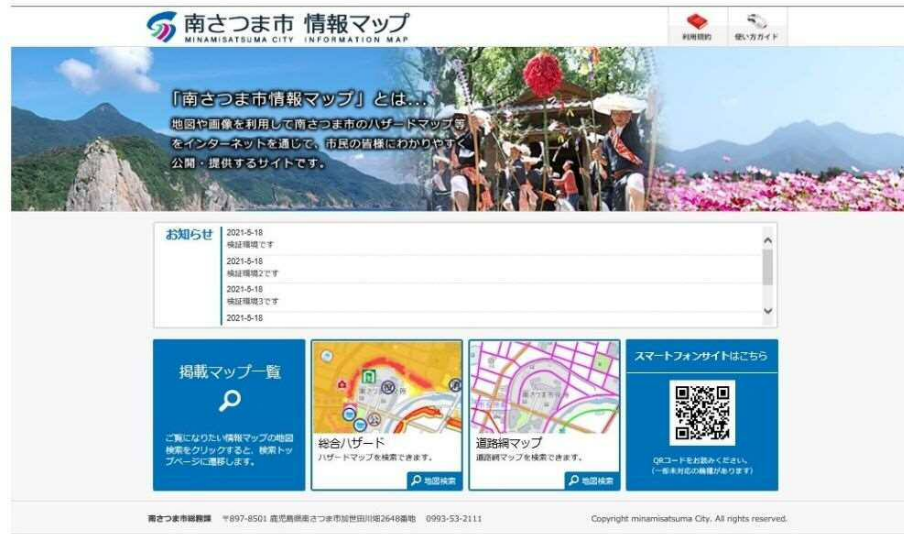 南さつま市 情報マップ
MINAMISATSUMA CITY INFORMATION MAP
利用規約
使い方ガイド
「南さつま市情報マップ」とは...
地図や画像を利用して南さつま市のハザードマップ等
をインターネットを通じて、市民の皆様にわかりやすく
公開・提供するサイトです。
お知らせ
2021-5-18
検証環境です
2021-5-18
検証環境2です
2021-5-18
検証環境3です
2021-5-18
掲載マップ一覧
ご覧になりたい情報マップの地図
検索をクリックすると、検索トッ
プページに遷移します。
総合ハザード
ハザードマップを検索できます。
地図検索
道路網マップ
道路網マップを検索できます。
地図検索
スマートフォンサイトはこちら
QRコードをお読みください。
(一部未対応の機種があります)
南さつま市総務課 〒897-8501 鹿児島県南さつま市加世田川畑2648番地 0993-53-2111
Copyright minamisatsuma City. All rights reserved.